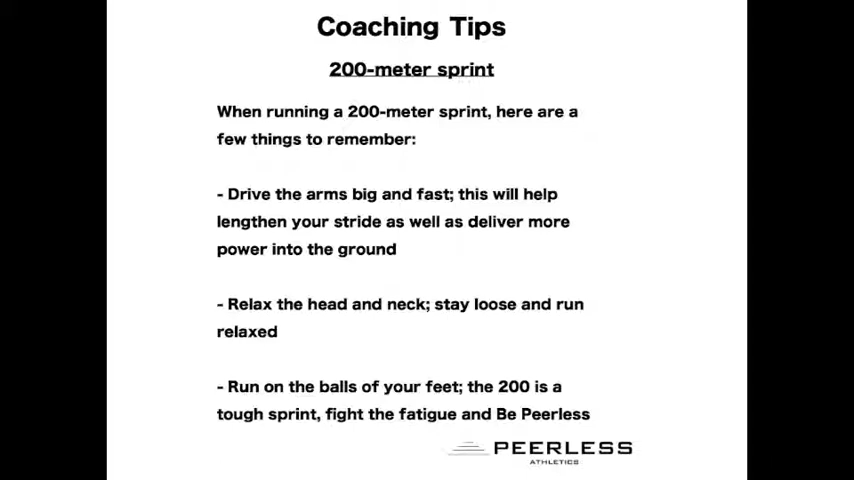 Coaching Tips
200-meter sprint
When running a 200-meter sprint, here are a
few things to remember:
- Drive the arms big and fast; this will help
lengthen your stride as well as deliver more
power into the ground
- Relax the head and neck; stay loose and run
relaxed
- Run on the balls of your feet; the 200 is a
tough sprint, fight the fatigue and Be Peerless
PEERLESS
ATHLETICS